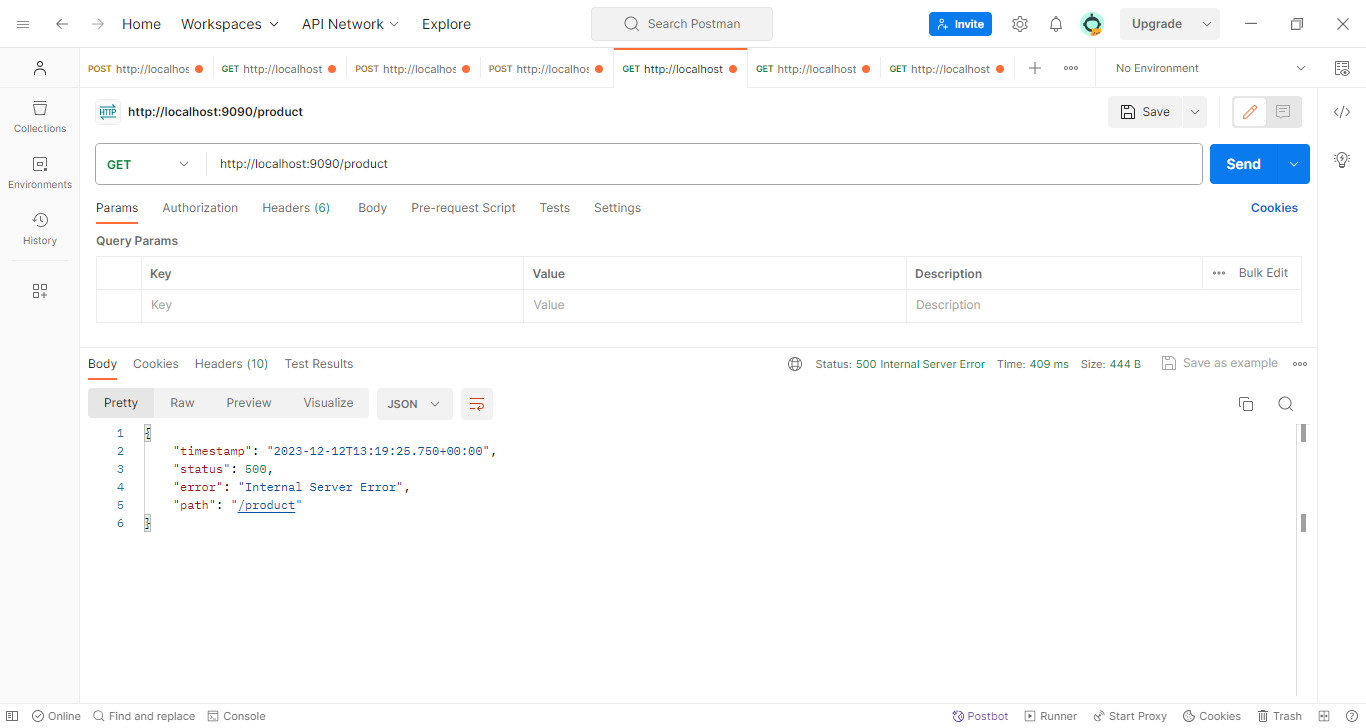 Home Workspaces API Network Explore Search Postman Invite Upgrade
POST http://localhos GET http://localhost POST http://localhos POST http://localhos GET http://localhost GET http://localhost GET http://localhost No Environment
HTTP http://localhost:9090/product Save
Collections
GET http://localhost:9090/product Send
Environments
Params Authorization Headers (6) Body Pre-request Script Tests Settings Cookies
History
Query Params
Key Value Description Bulk Edit
Key Value Description
Body Cookies Headers (10) Test Results Status: 500 Internal Server Error Time: 409 ms Size: 444 B Save as example
Pretty Raw Preview Visualize JSON
1 {
2 "timestamp": "2023-12-12T13:19:25.750+00:00",
3 "status": 500,
4 "error": "Internal Server Error",
5 "path": "/product"
6 }
Online Find and replace Console Postbot Runner Start Proxy Cookies Trash